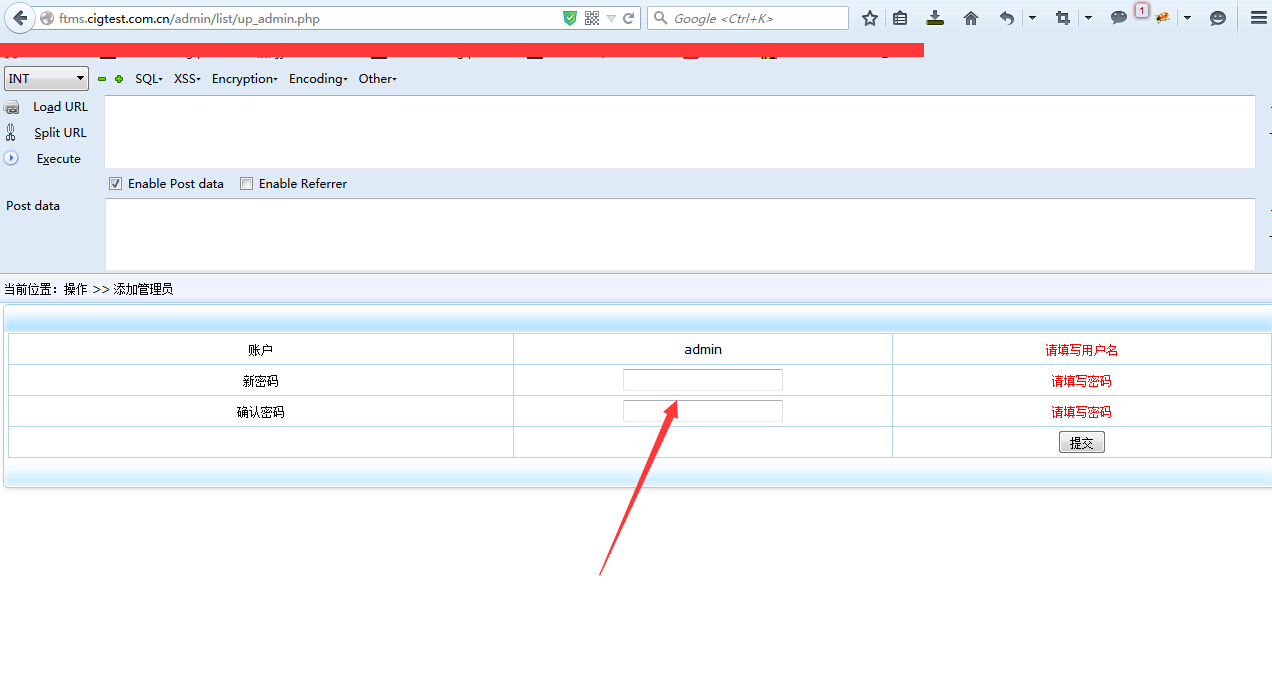 ftms.cigtest.com.cn/admin/list/up_admin.php
Google <Ctrl+K>
1
INT
SQL
XSS
Encryption
Encoding
Other
Load URL
Split URL
Execute
Enable Post data
Enable Referrer
Post data
当前位置：操作 >> 添加管理员
账户
admin
请填写用户名
新密码
请填写密码
确认密码
请填写密码
提交